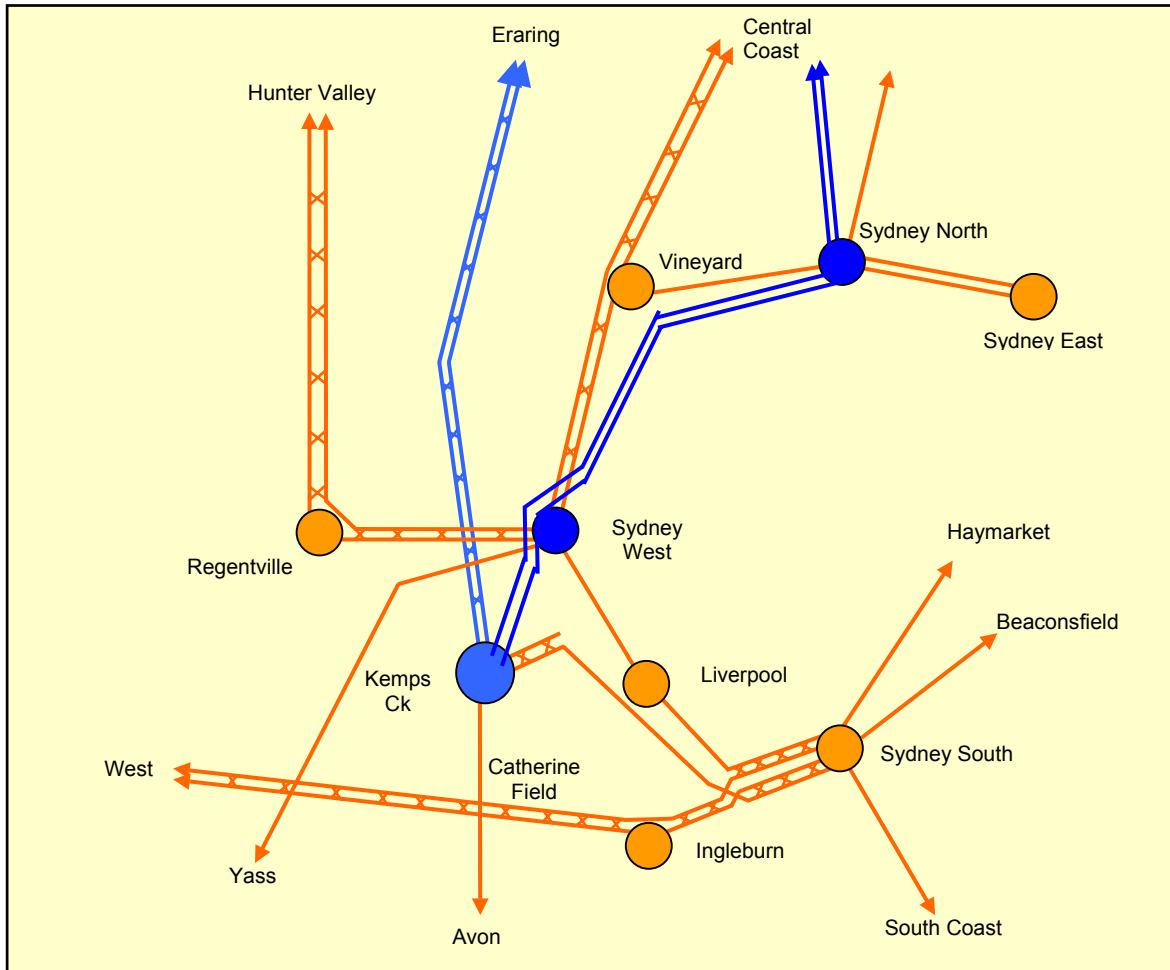 Eraring
Central
Coast
Hunter Valley
Sydney North
Vineyard
Sydney East
Sydney
West
Haymarket
Regentville
Beaconsfield
Liverpool
Kemps
Ck
Sydney South
West
Catherine
Field
Ingleburn
Yass
South Coast
Avon